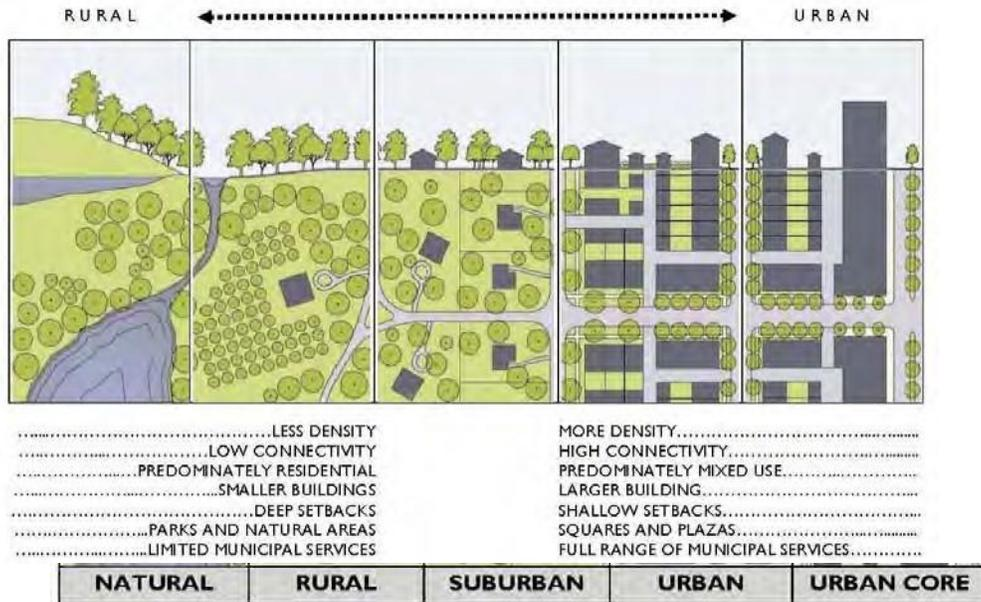 RURAL URBAN
LESS DENSITY MORE DENSITY
LOW CONNECTIVITY HIGH CONNECTIVITY
PREDOMINATELY RESIDENTIAL PREDOMINATELY MIXED USE
SMALLER BUILDINGS LARGER BUILDING
DEEP SETBACKS SHALLOW SETBACKS
PARKS AND NATURAL AREAS SQUARES AND PLAZAS
LIMITED MUNICIPAL SERVICES FULL RANGE OF MUNICIPAL SERVICES
NATURAL RURAL SUBURBAN URBAN URBAN CORE